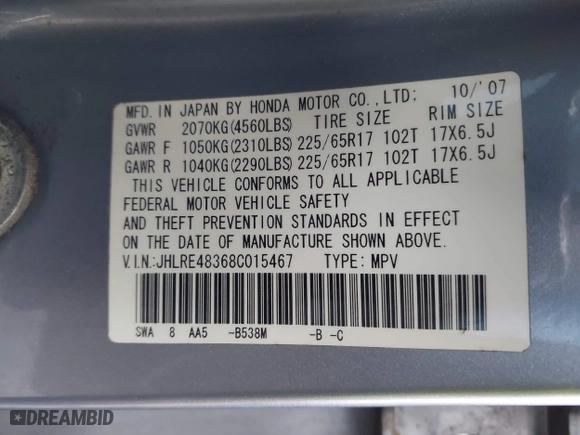 MFD. IN JAPAN BY HONDA MOTOR CO.,LTD: 10/'07
GVWR 2070KG(4560LBS) TIRE SIZE RIM SIZE
GAWR F 1050KG(2310LBS) 225/65R17 102T 17X6.5J
GAWR R 1040KG(2290LBS) 225/65R17 102T 17X6.5J
THIS VEHICLE CONFORMS TO ALL APPLICABLE
FEDERAL MOTOR VEHICLE SAFETY
AND THEFT PREVENTION STANDARDS IN EFFECT
ON THE DATE OF MANUFACTURE SHOWN ABOVE.
V.I.N.:JHLRE48368C015467 TYPE: MPV
SWA 8 AA5 -B538M -B -C
DREAMBID